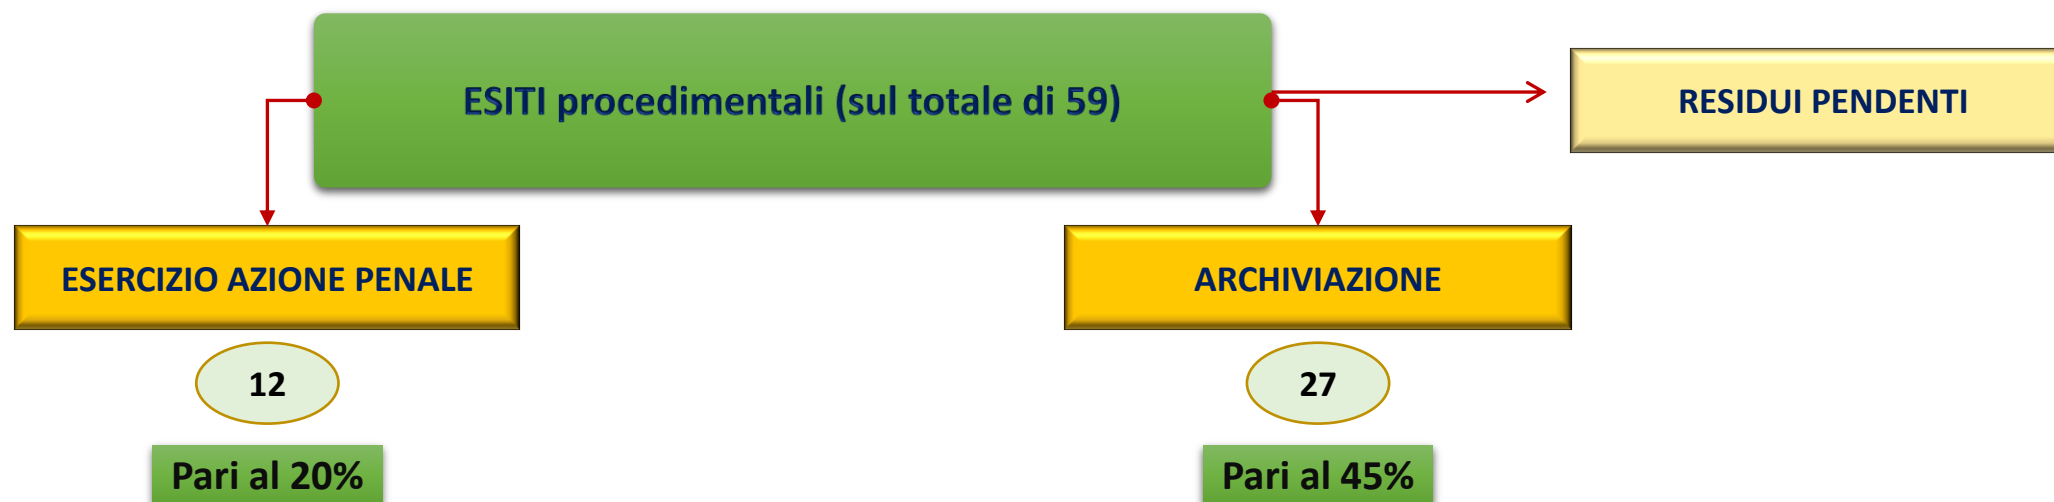 ESITI procedimentali (sul totale di 59)
RESIDUI PENDENTI
ESERCIZIO AZIONE PENALE
ARCHIVIAZIONE
12
27
Pari al 20%
Pari al 45%